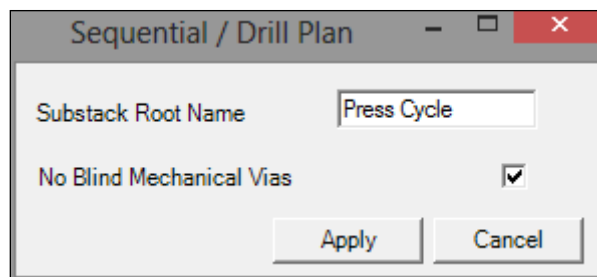 Sequential / Drill Plan
Substack Root Name Press Cycle
No Blind Mechanical Vias
Apply Cancel